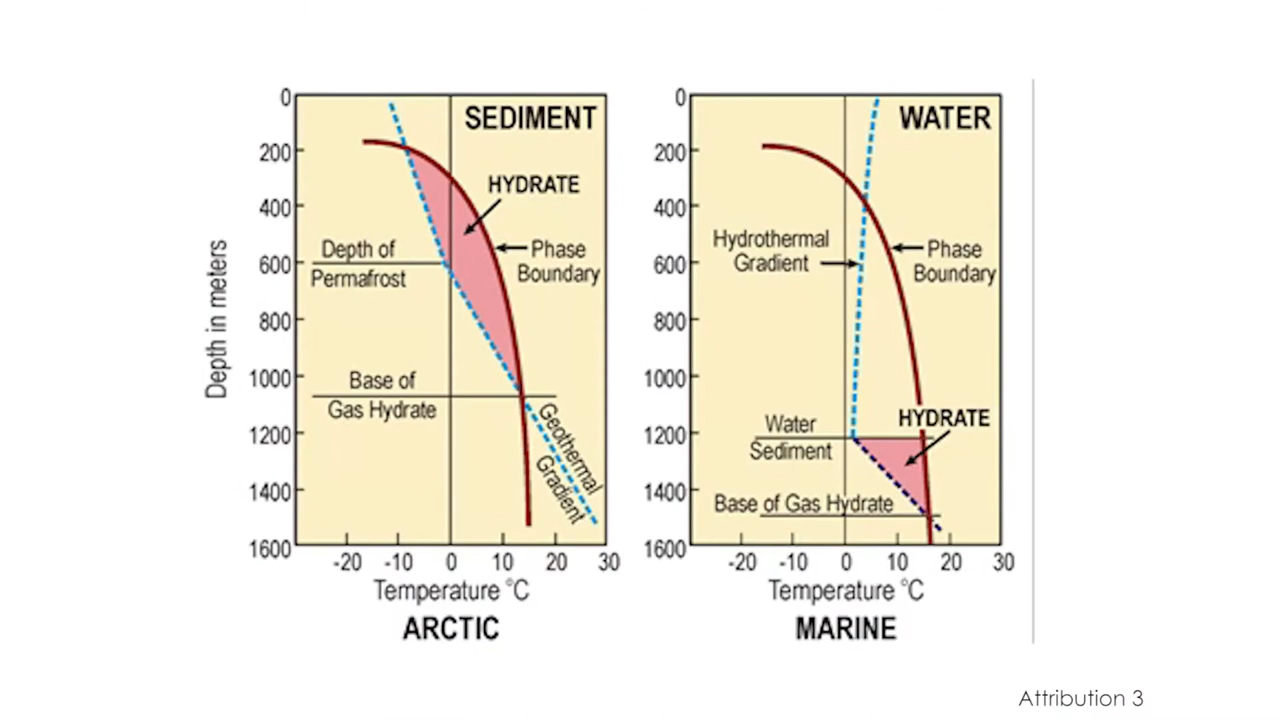 SEDIMENT
HYDRATE
Phase
Boundary
Depth of
Permafrost
Base of
Gas Hydrate
Geothermal
Gradient
Depth in meters
0
200
400
600
800
1000
1200
1400
1600
-20 -10 0 10 20 30
Temperature °C
ARCTIC
WATER
Hydrothermal
Gradient
Phase
Boundary
HYDRATE
Water
Sediment
Base of Gas Hydrate
0
200
400
600
800
1000
1200
1400
1600
-20 -10 0 10 20 30
Temperature °C
MARINE
Attribution 3